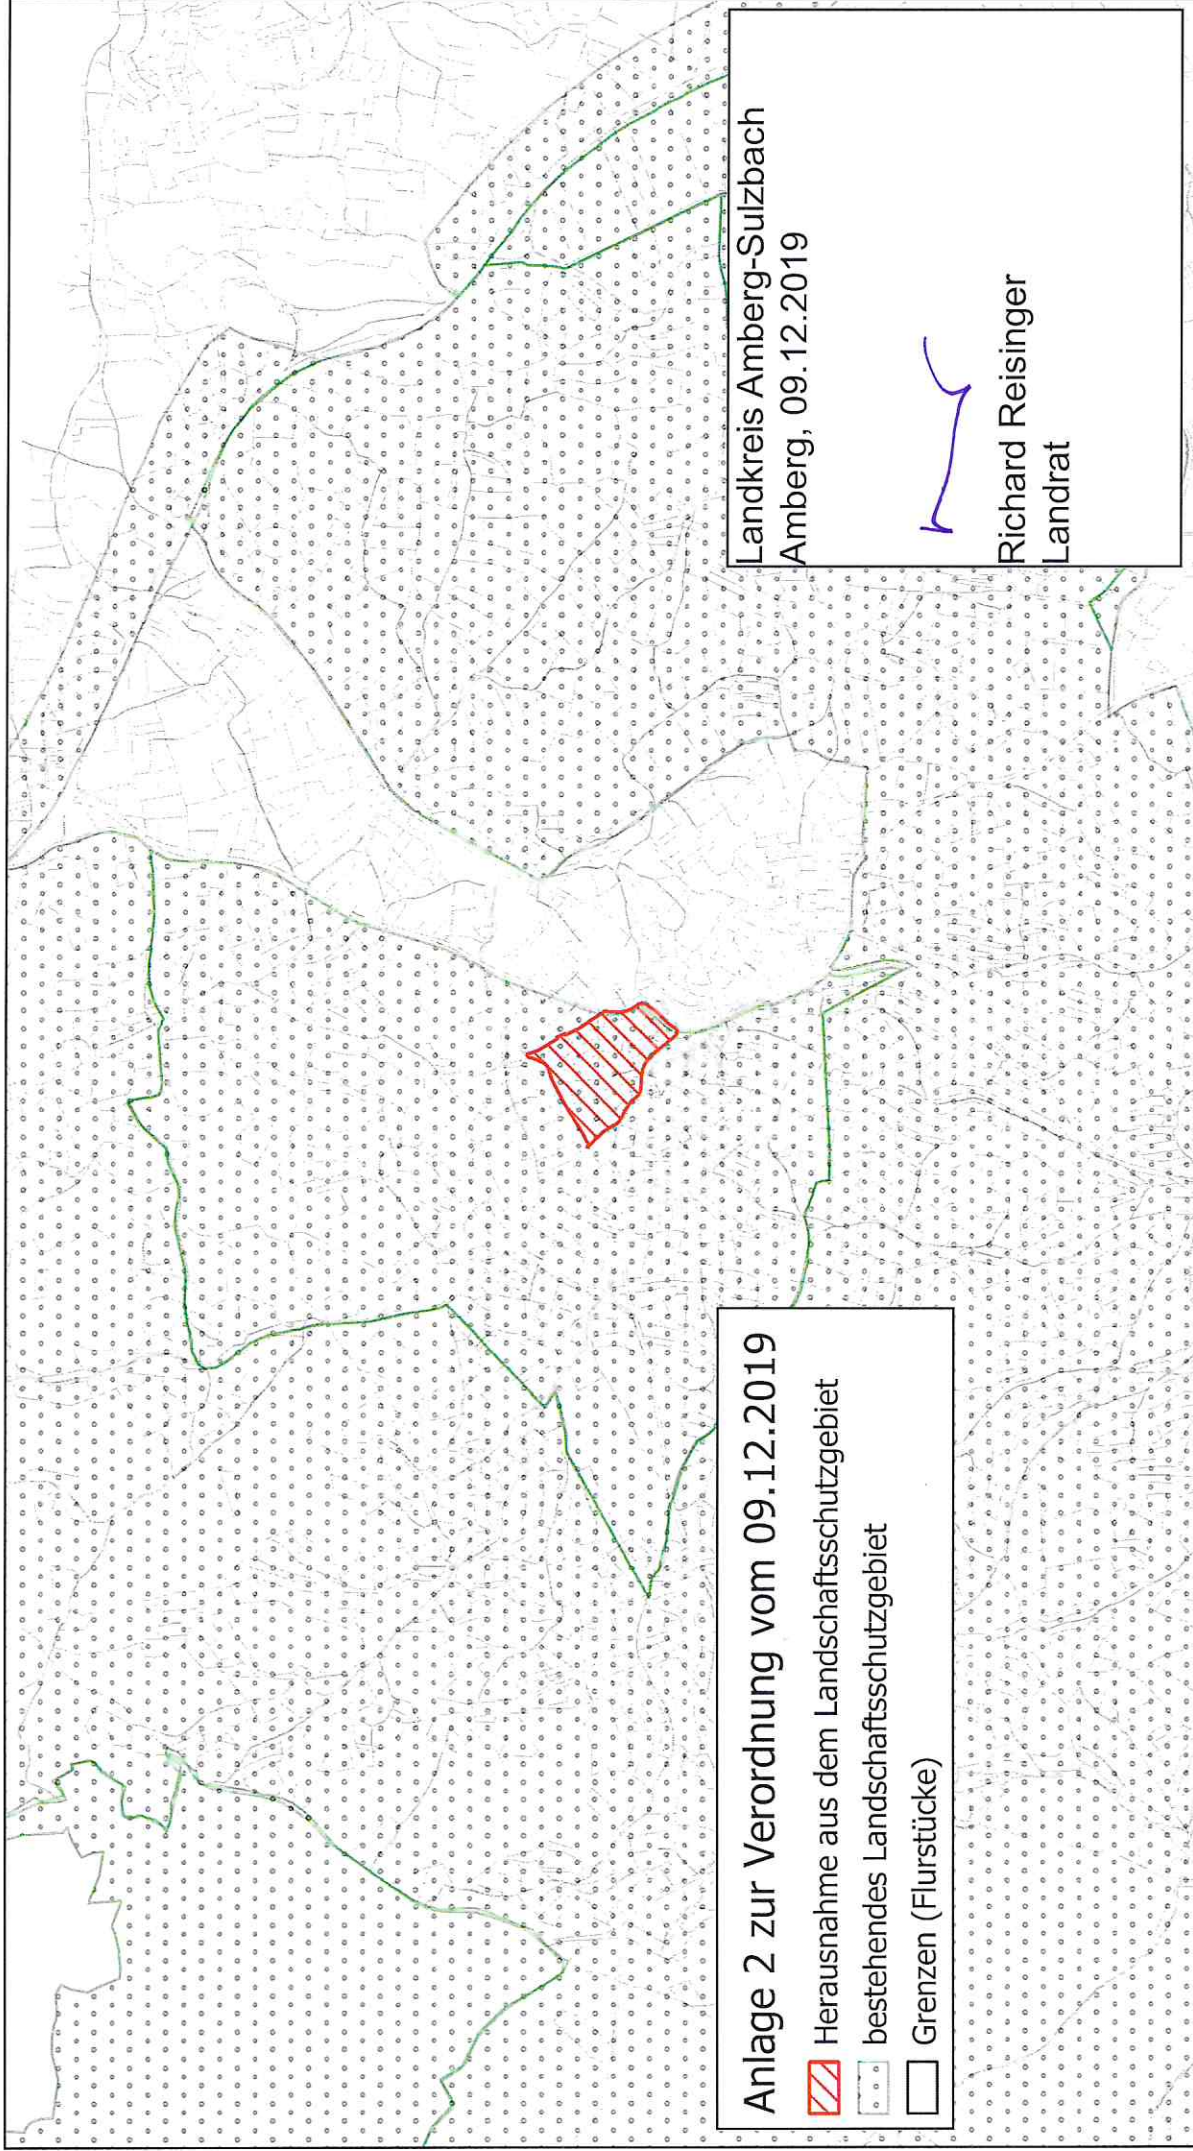 Landkreis Amberg-Sulzbach
Amberg, 09.12.2019
Richard Reisinger
Landrat
Anlage 2 zur Verordnung vom 09.12.2019
Herausnahme aus dem Landschaftsschutzgebiet
bestehendes Landschaftsschutzgebiet
Grenzen (Flurstücke)